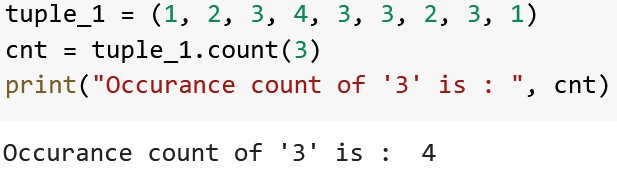 tuple_1 = (1, 2, 3, 4, 3, 3, 2, 3, 1)
cnt = tuple_1.count(3)
print("Occurance count of '3' is : ", cnt)
Occurance count of '3' is :  4